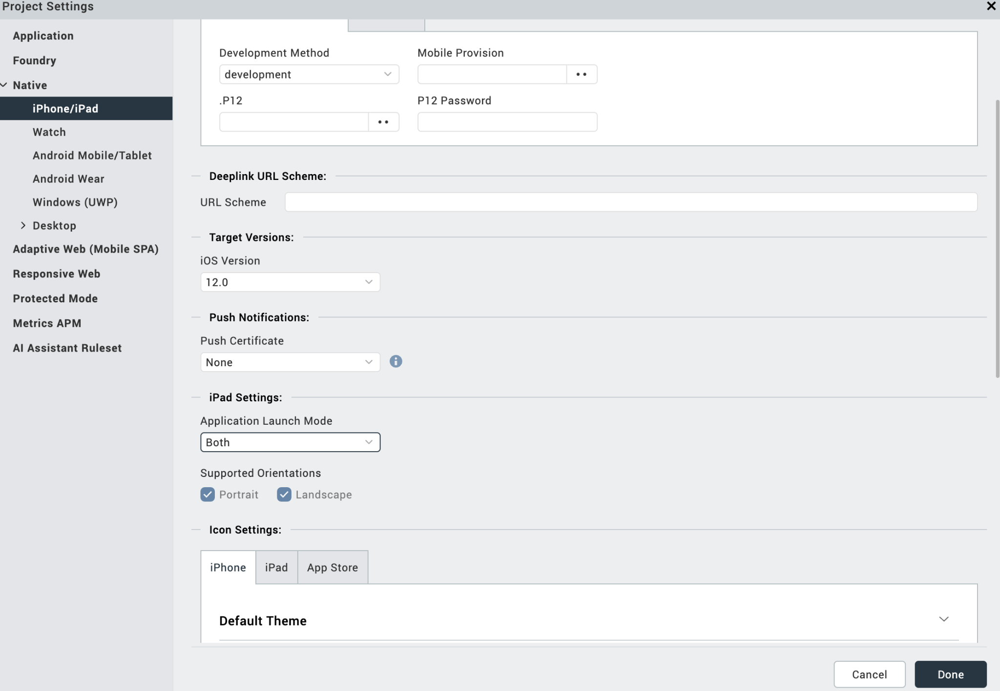 Project Settings
Application
Foundry
Native
iPhone/iPad
Watch
Android Mobile/Tablet
Android Wear
Windows (UWP)
Desktop
Adaptive Web (Mobile SPA)
Responsive Web
Protected Mode
Metrics APM
AI Assistant Ruleset
Development Method
Mobile Provision
development
.P12
P12 Password
Deeplink URL Scheme:
URL Scheme
Target Versions:
iOS Version
12.0
Push Notifications:
Push Certificate
None
iPad Settings:
Application Launch Mode
Both
Supported Orientations
Portrait
Landscape
Icon Settings:
iPhone
iPad
App Store
Default Theme
Cancel
Done